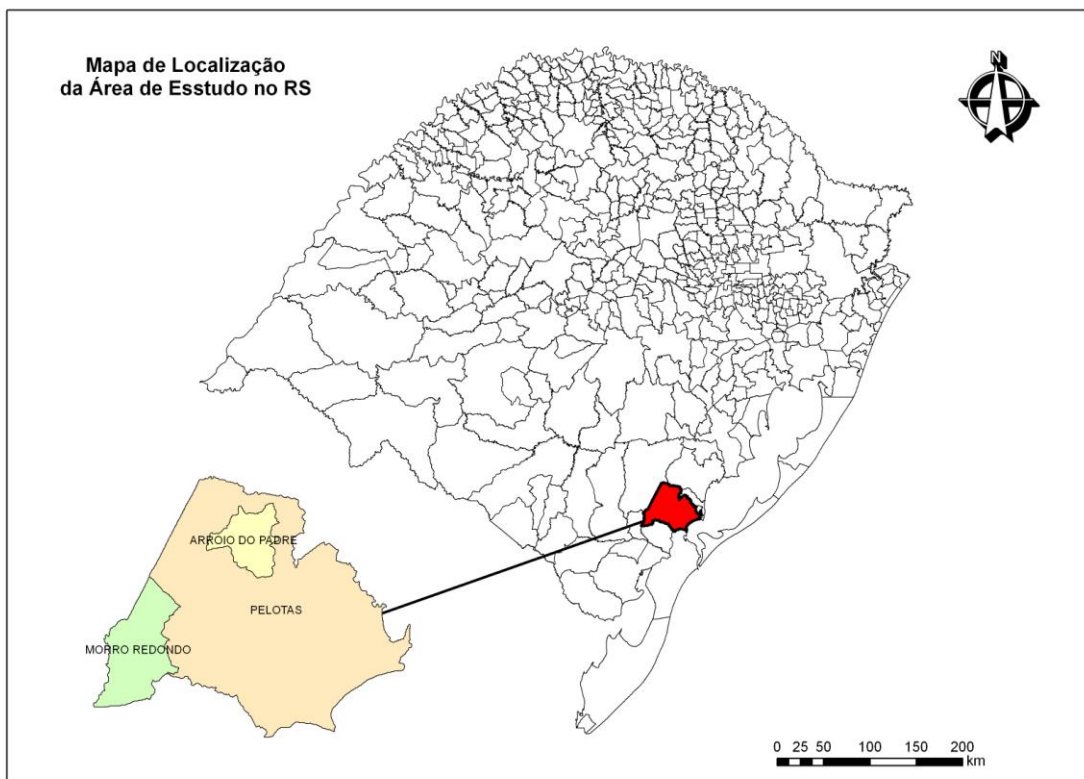 Mapa de Localização
da Área de Esstudo no RS
N
ARROIO DO PADRE
PELOTAS
MORRO REDONDO
0 25 50 100 150 200
km